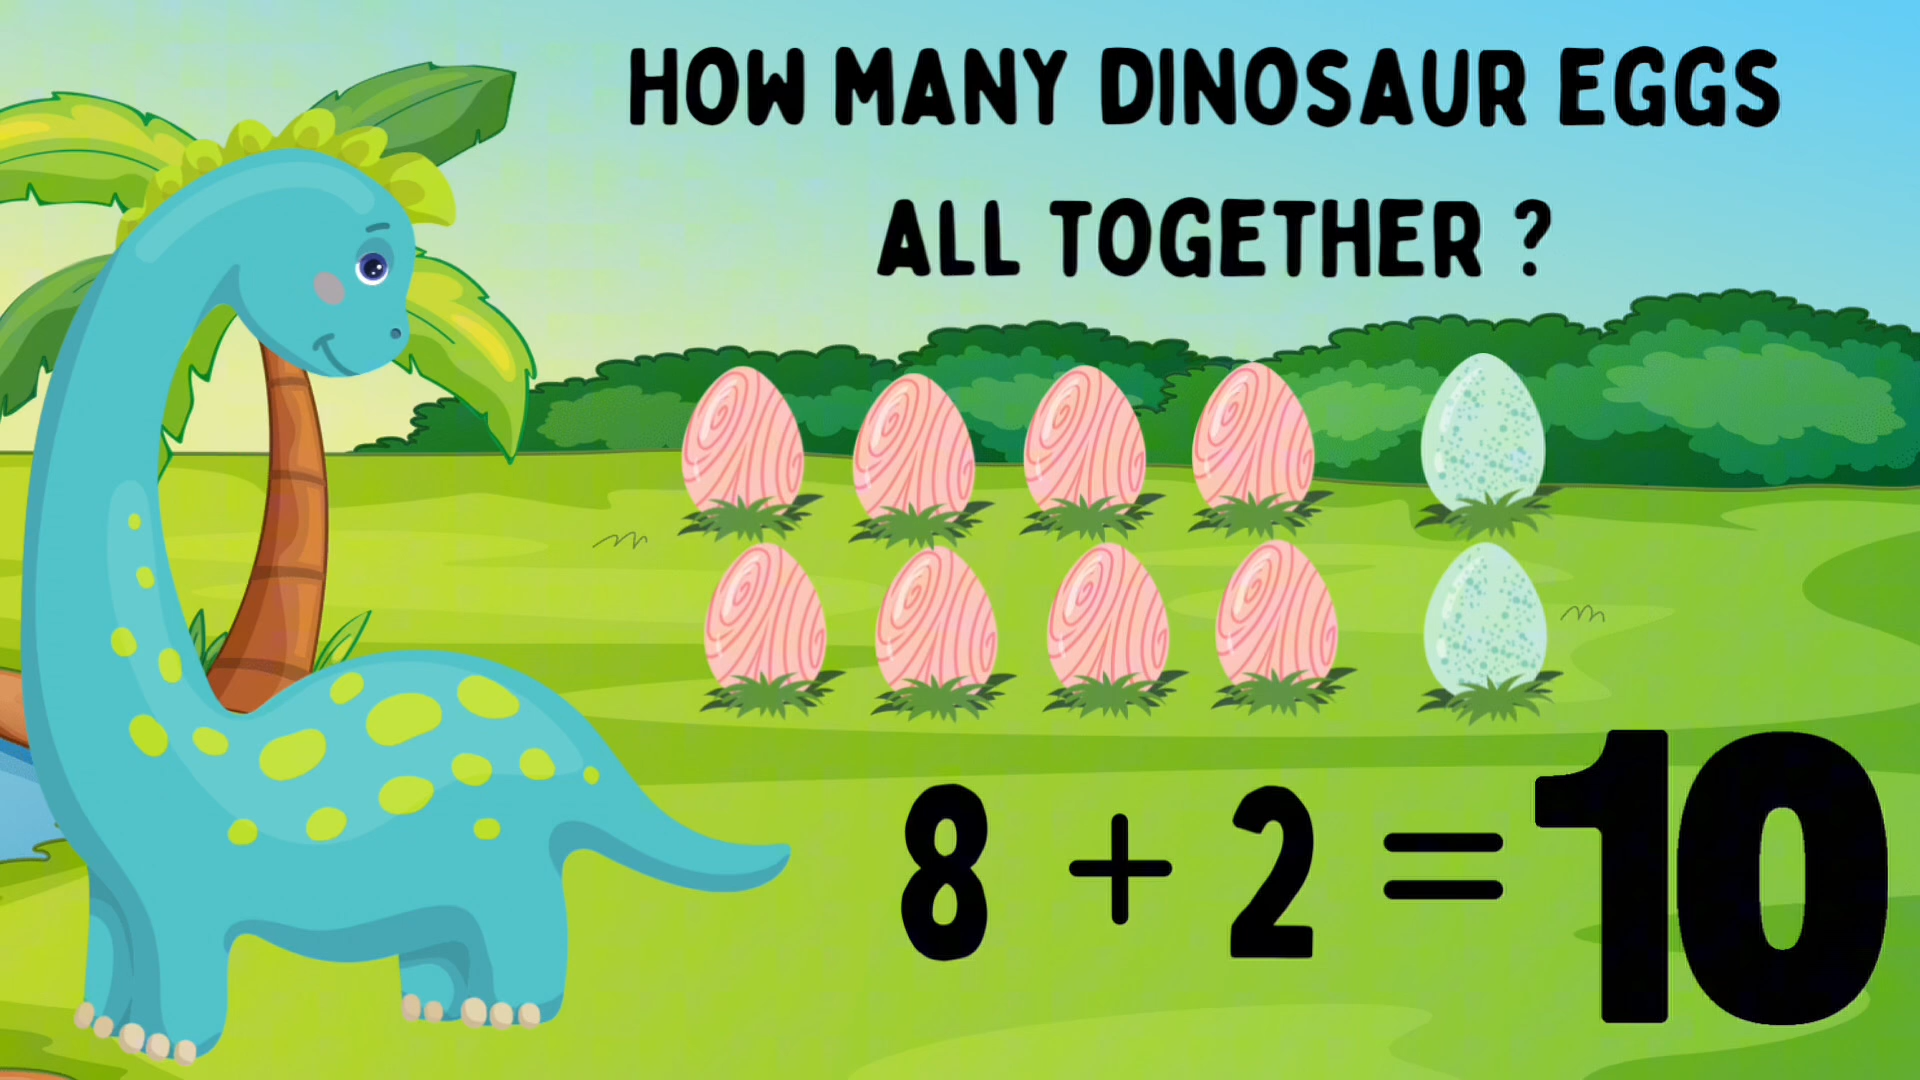 HOW MANY DINOSAUR EGGS
ALL TOGETHER ?
8 + 2 = 10